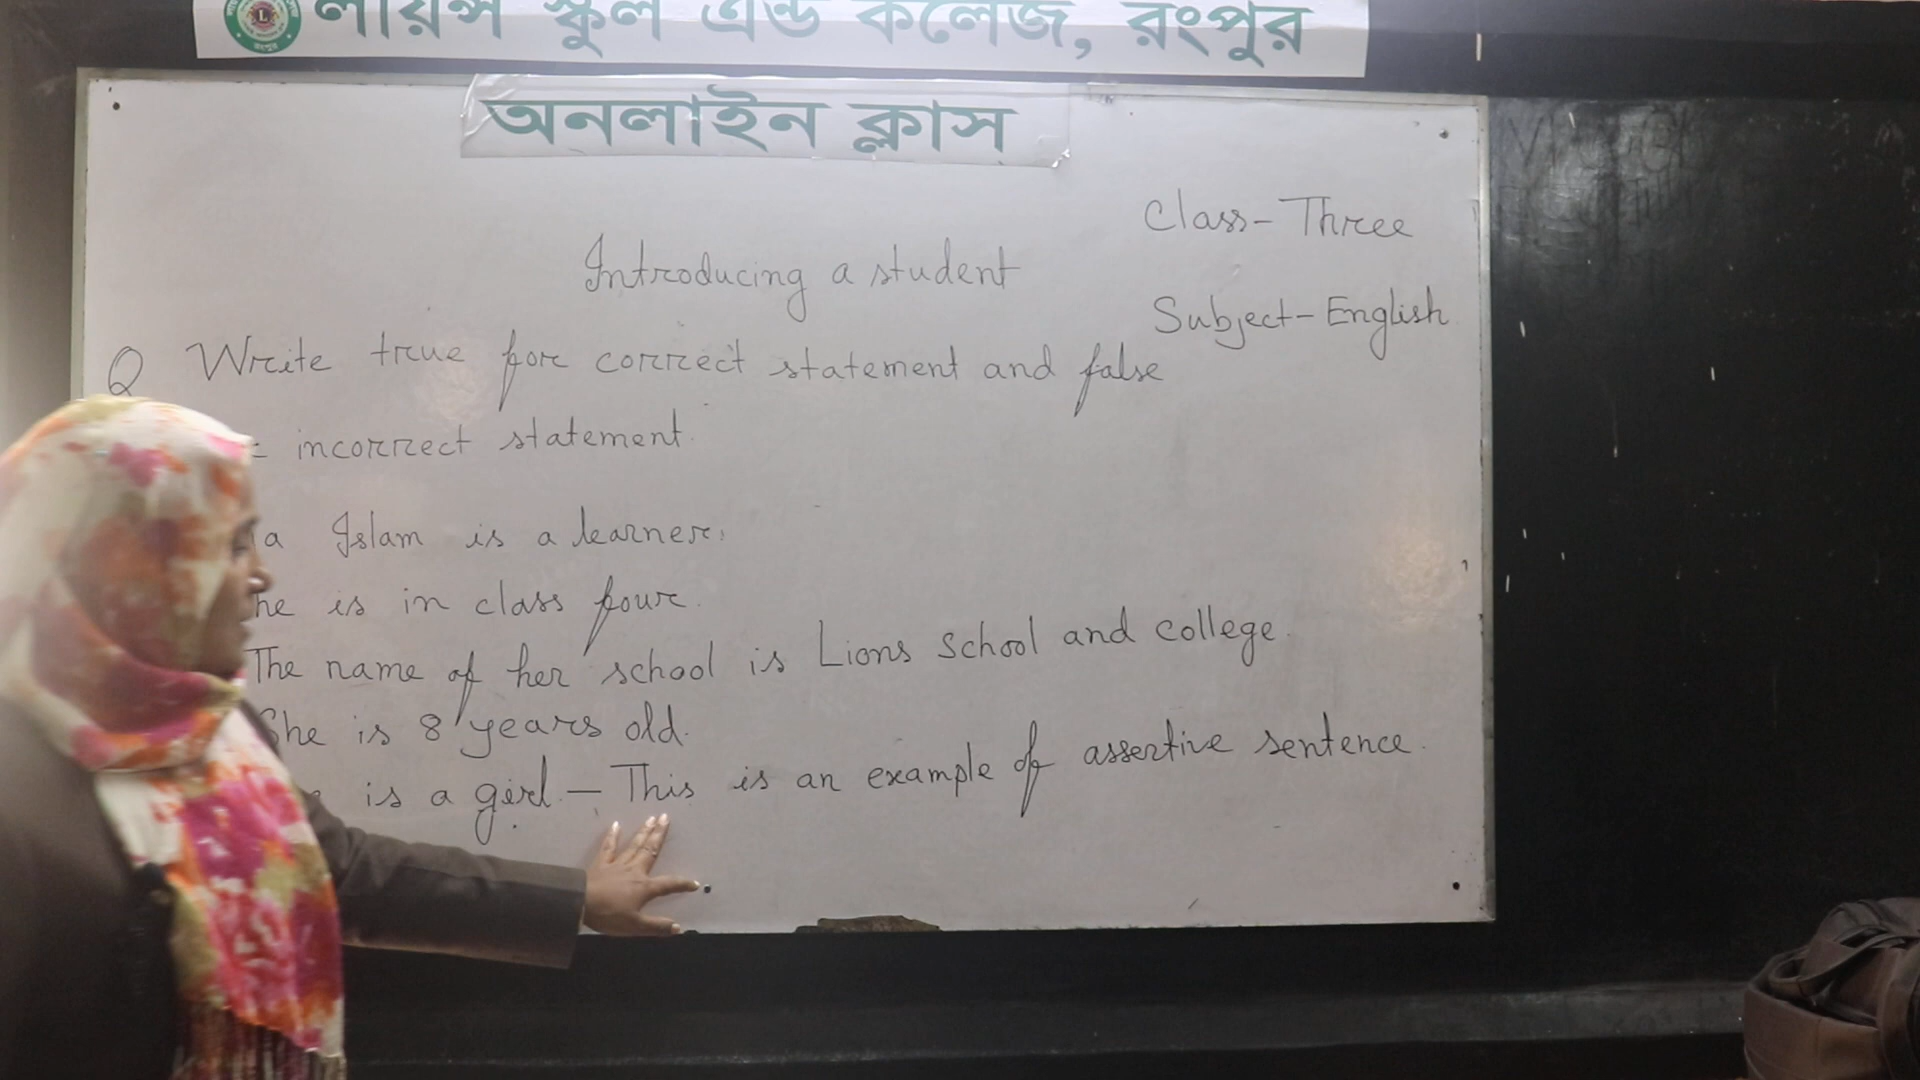 লায়ন্স স্কুল এন্ড কলেজ, রংপুর
রংপুর
অনলাইন ক্লাস
Class- Three
Introducing a student
Subject- English
Q Write true for correct statement and false
incorrect statement.
a Islam is a learner.
he is in class four.
The name of her school is Lions School and college.
She is 8 years old.
is a girl. - This is an example of assertive sentence.